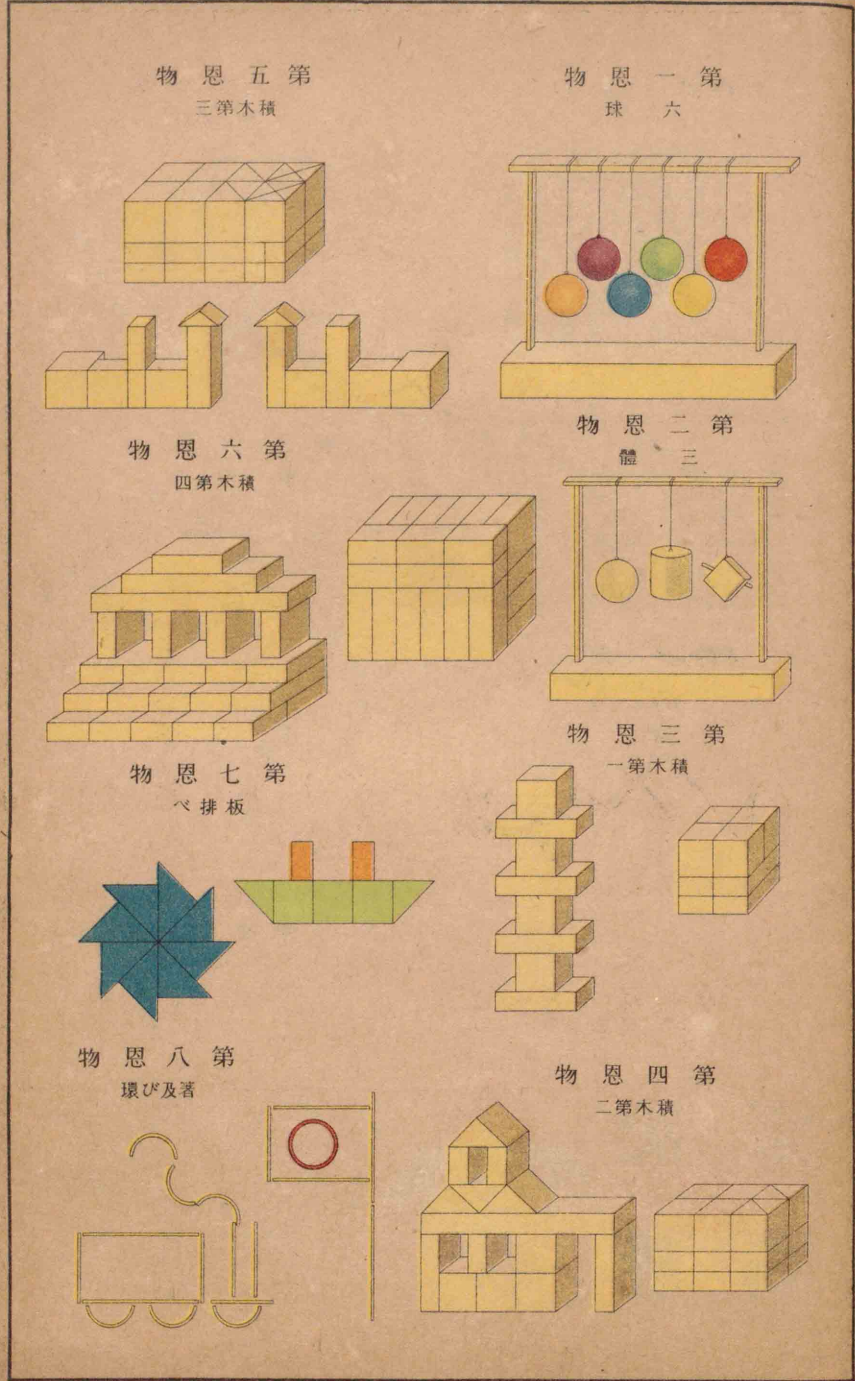 第一恩物
六球
第二恩物
三體
第三恩物
積木第一
第四恩物
積木第二
第五恩物
積木第三
第六恩物
積木第四
第七恩物
板排べ
第八恩物
箸及び環